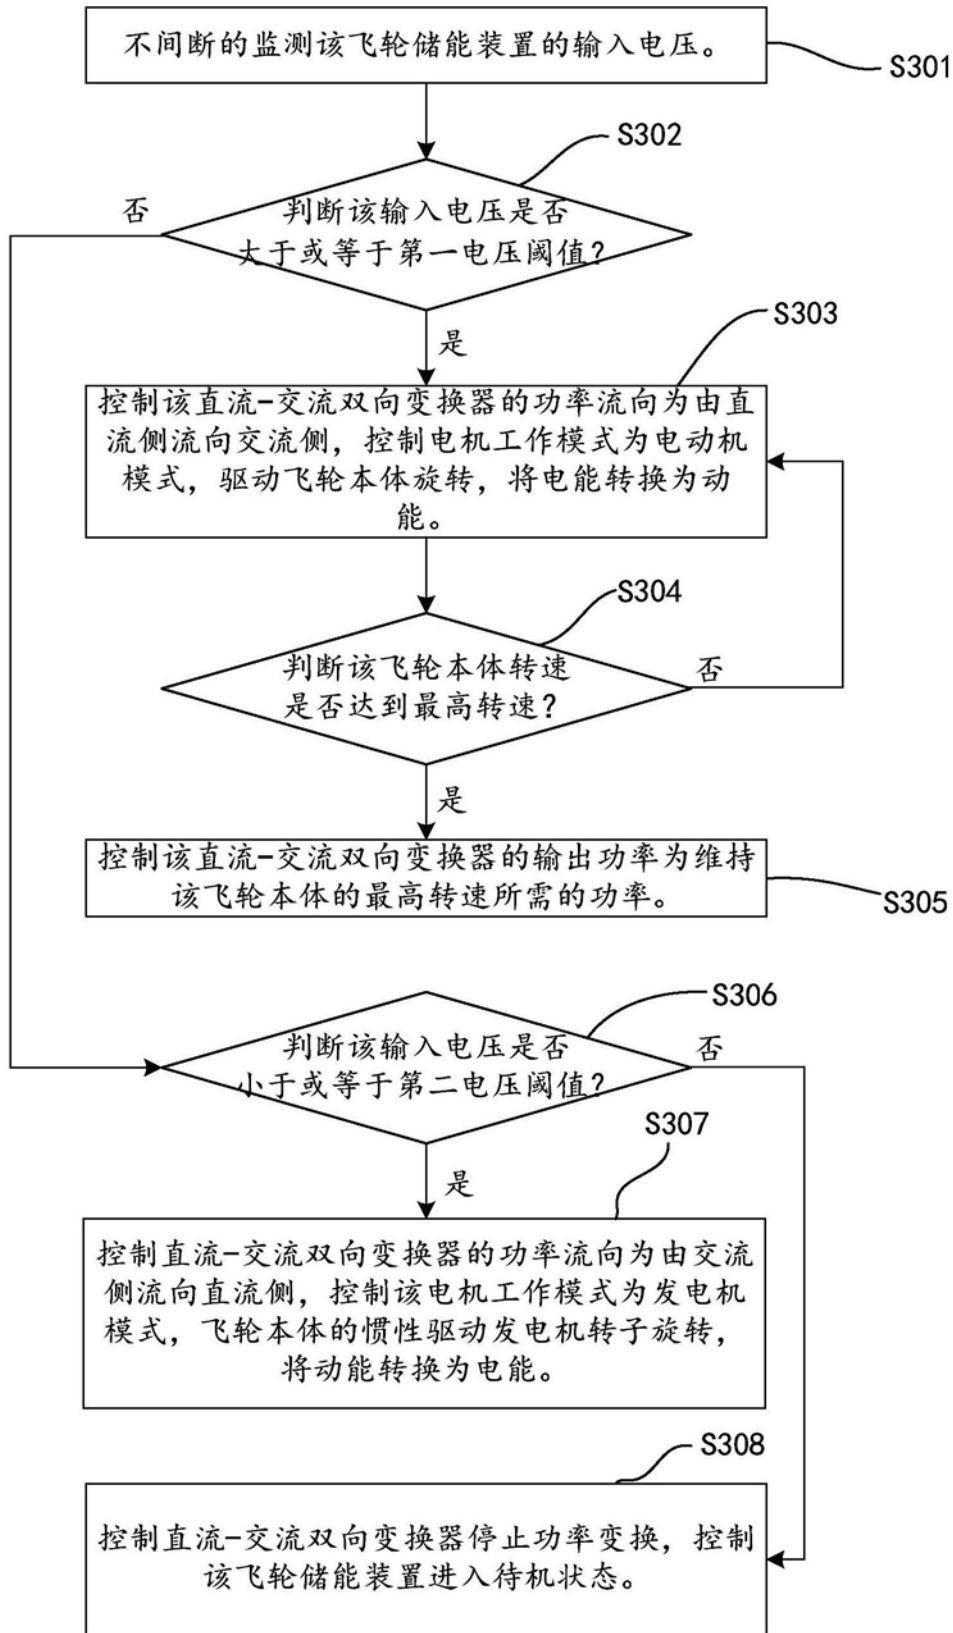 不间断的监测该飞轮储能装置的输入电压。
S301
S302
否
判断该输入电压是否
大于或等于第一电压阈值?
S303
是
控制该直流-交流双向变换器的功率流向为由直
流侧流向交流侧，控制电机工作模式为电动机
模式，驱动飞轮本体旋转，将电能转换为动
能。
S304
判断该飞轮本体转速
是否达到最高转速?
否
是
控制该直流-交流双向变换器的输出功率为维持
该飞轮本体的最高转速所需的功率。
S305
S306
判断该输入电压是否
小于或等于第二电压阈值?
否
S307
是
控制直流-交流双向变换器的功率流向为由交流
侧流向直流侧，控制该电机工作模式为发电机
模式，飞轮本体的惯性驱动发电机转子旋转，
将动能转换为电能。
S308
控制直流-交流双向变换器停止功率变换，控制
该飞轮储能装置进入待机状态。